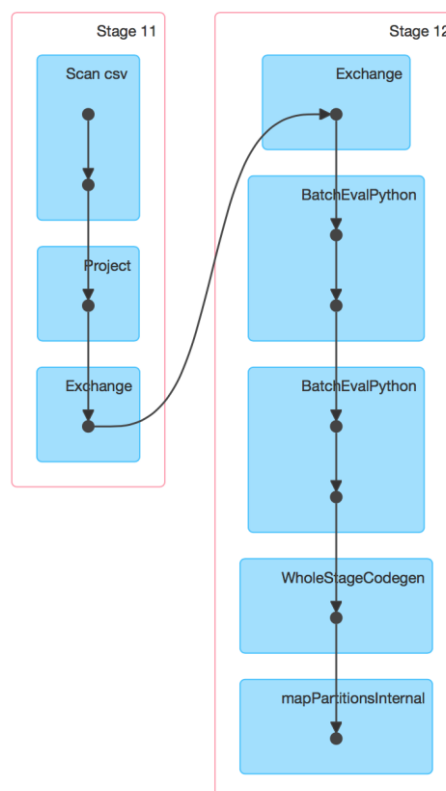 Stage 11
Scan csv
Project
Exchange
Stage 12
Exchange
BatchEvalPython
BatchEvalPython
WholeStageCodegen
mapPartitionsInternal